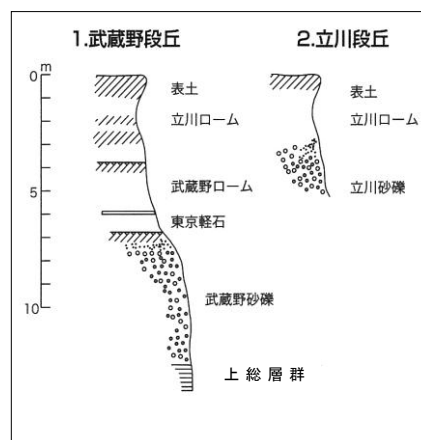 1.武蔵野段丘
2.立川段丘
m
0
5
10
表土
立川ローム
武蔵野ローム
東京軽石
武蔵野砂礫
上総層群
表土
立川ローム
立川砂礫